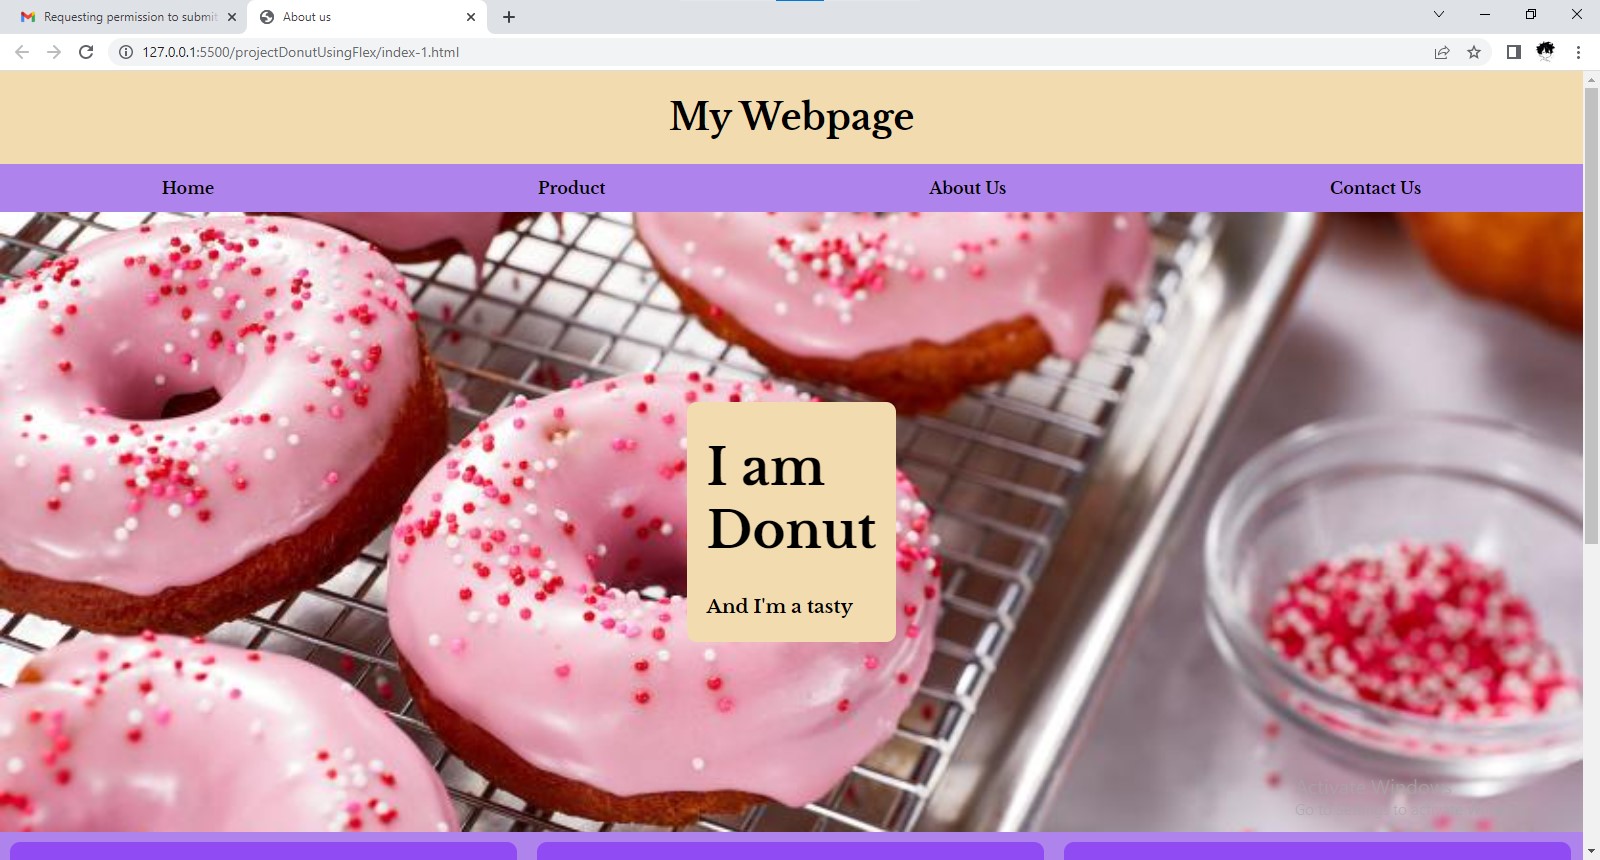 Requesting permission to submit
About us
127.0.0.1:5500/projectDonutUsingFlex/index-1.html
My Webpage
Home Product About Us Contact Us
I am
Donut
And I'm a tasty
Activate Windows
Go to